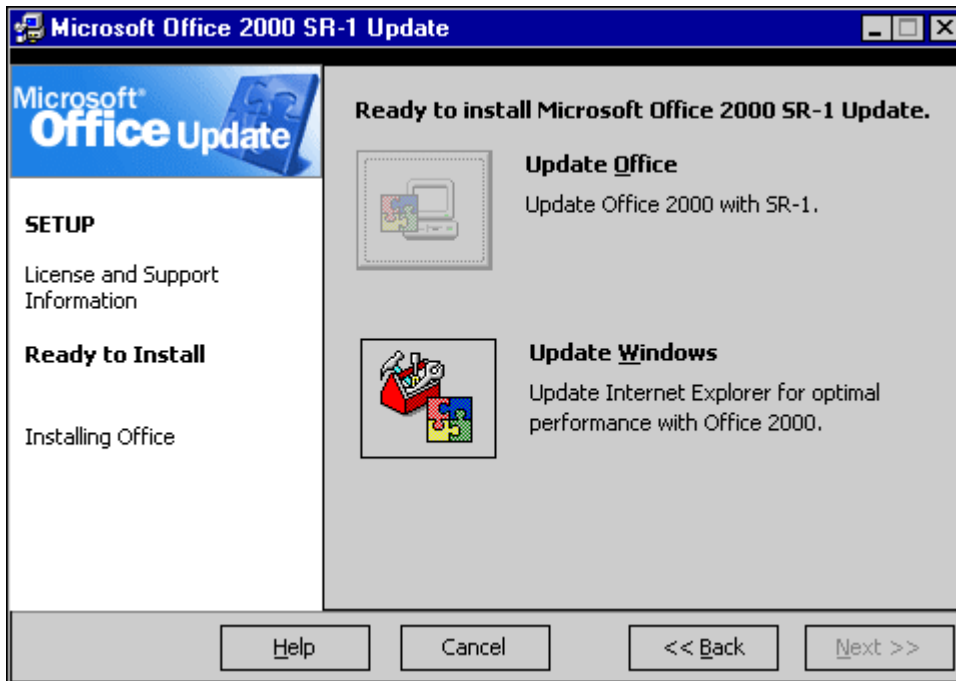 Microsoft Office 2000 SR-1 Update
Microsoft®
Office Update
SETUP
License and Support
Information
Ready to Install
Installing Office
Ready to install Microsoft Office 2000 SR-1 Update.
Update Office
Update Office 2000 with SR-1.
Update Windows
Update Internet Explorer for optimal
performance with Office 2000.
Help
Cancel
<< Back
Next >>